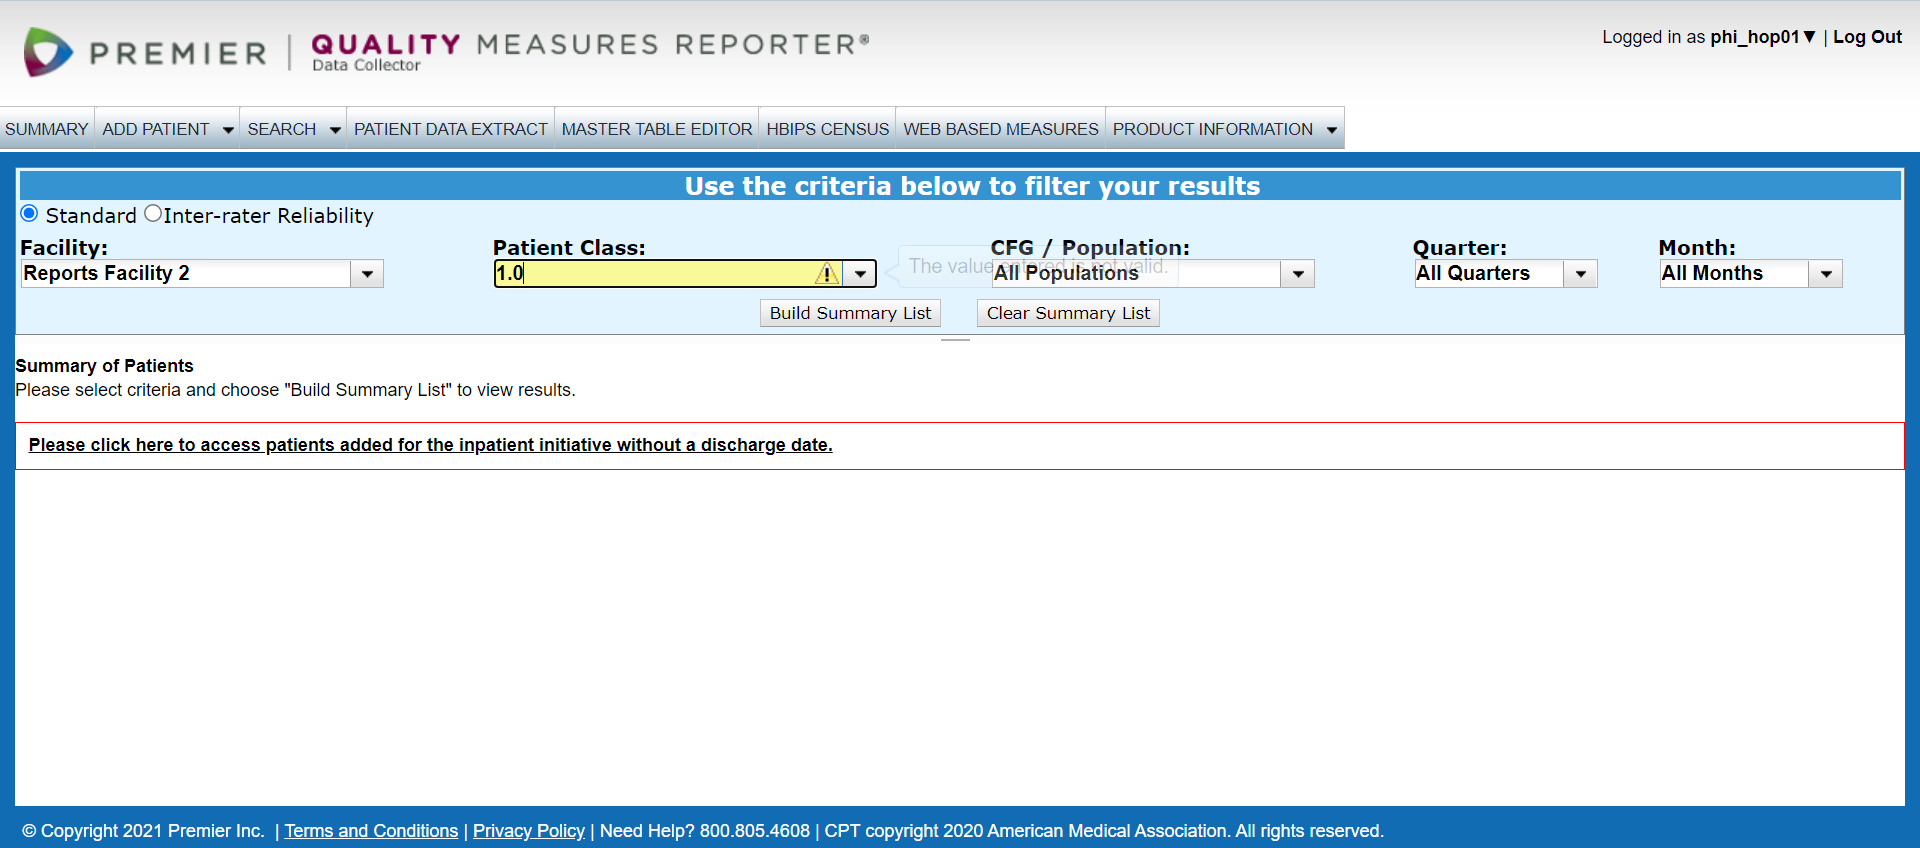 PREMIER | QUALITY MEASURES REPORTER®
Data Collector
Logged in as phi_hop01▼ | Log Out
SUMMARY ADD PATIENT SEARCH PATIENT DATA EXTRACT MASTER TABLE EDITOR HBIPS CENSUS WEB BASED MEASURES PRODUCT INFORMATION
Use the criteria below to filter your results
Standard Inter-rater Reliability
Facility: Patient Class: CFG / Population: Quarter: Month:
Reports Facility 2 1.0 The value entered is not valid. All Populations All Quarters All Months
Build Summary List Clear Summary List
Summary of Patients
Please select criteria and choose "Build Summary List" to view results.
Please click here to access patients added for the inpatient initiative without a discharge date.
© Copyright 2021 Premier Inc. | Terms and Conditions | Privacy Policy | Need Help? 800.805.4608 | CPT copyright 2020 American Medical Association. All rights reserved.